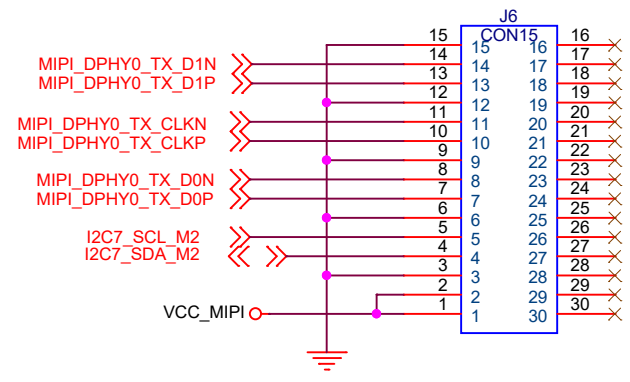 J6
CON15
15 15 16 16
MIPI_DPHY0_TX_D1N 14 14 17 17
MIPI_DPHY0_TX_D1P 13 13 18 18
12 12 19 19
MIPI_DPHY0_TX_CLKN 11 11 20 20
MIPI_DPHY0_TX_CLKP 10 10 21 21
9 9 22 22
MIPI_DPHY0_TX_D0N 8 8 23 23
MIPI_DPHY0_TX_D0P 7 7 24 24
6 6 25 25
I2C7_SCL_M2 5 5 26 26
I2C7_SDA_M2 4 4 27 27
3 3 28 28
2 2 29 29
VCC_MIPI 1 1 30 30